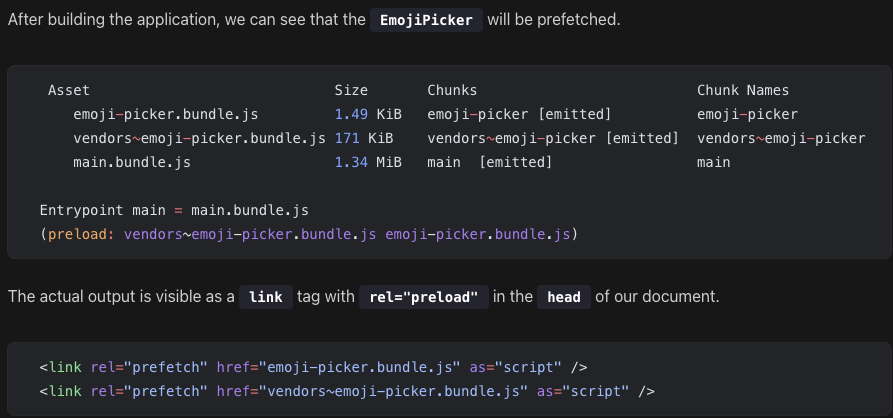 After building the application, we can see that the EmojiPicker will be prefetched.
Asset Size Chunks Chunk Names
emoji-picker.bundle.js 1.49 KiB emoji-picker [emitted] emoji-picker
vendors~emoji-picker.bundle.js 171 KiB vendors~emoji-picker [emitted] vendors~emoji-picker
main.bundle.js 1.34 MiB main [emitted] main
Entrypoint main = main.bundle.js
(preload: vendors~emoji-picker.bundle.js emoji-picker.bundle.js)
The actual output is visible as a link tag with rel="preload" in the head of our document.
<link rel="prefetch" href="emoji-picker.bundle.js" as="script" />
<link rel="prefetch" href="vendors~emoji-picker.bundle.js" as="script" />